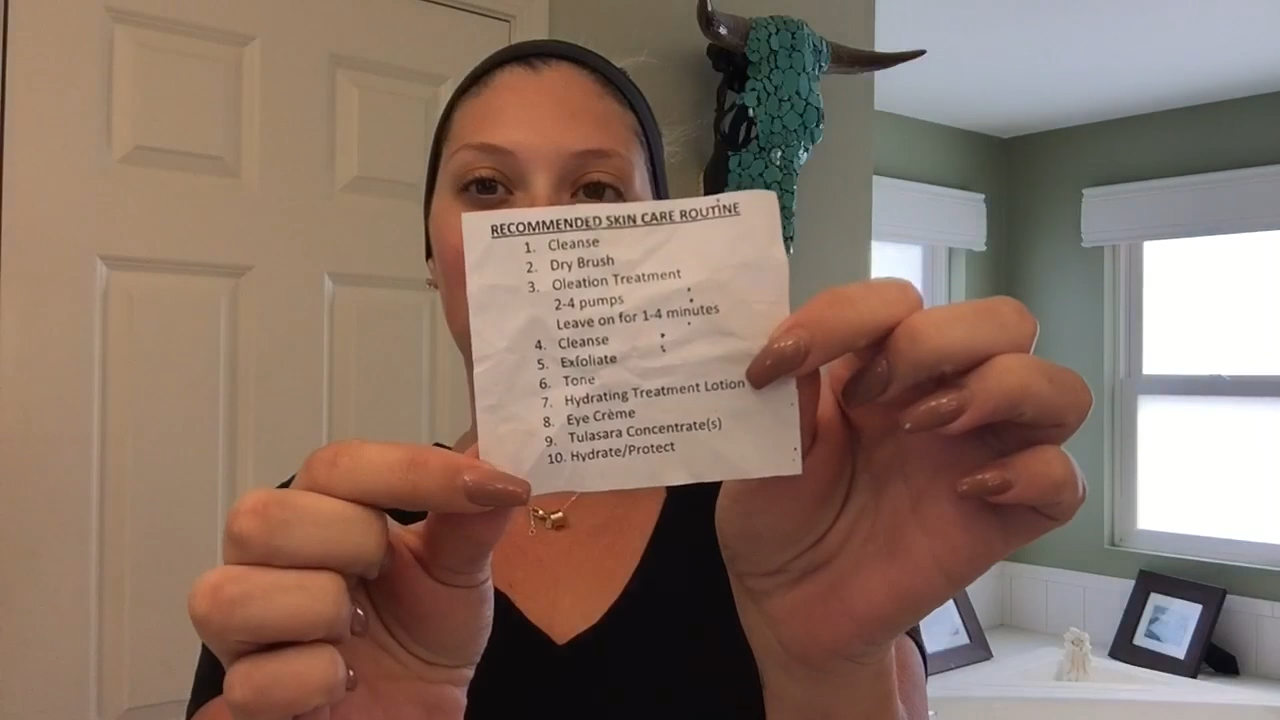 RECOMMENDED SKIN CARE ROUTINE
1. Cleanse
2. Dry Brush
3. Oleation Treatment
2-4 pumps
Leave on for 1-4 minutes
4. Cleanse
5. Exfoliate
6. Tone
7. Hydrating Treatment Lotion
8. Eye Crème
9. Tulasara Concentrate(s)
10. Hydrate/Protect